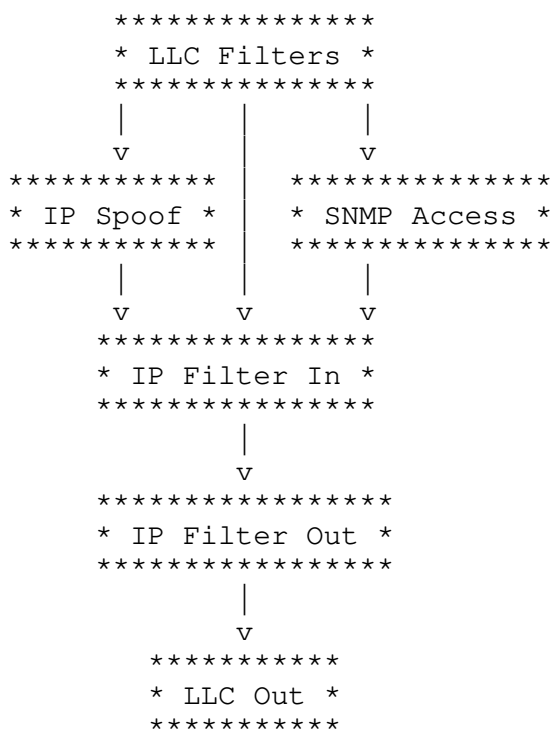 ***************
* LLC Filters *
***************
| | |
v | v
************ | ***************
* IP Spoof * | * SNMP Access *
************ | ***************
| | |
v v v
****************
* IP Filter In *
****************
|
v
*****************
* IP Filter Out *
*****************
|
v
***********
* LLC Out *
***********